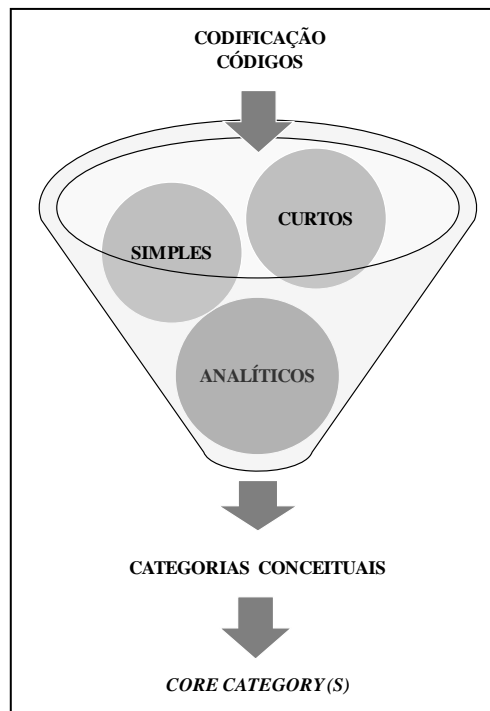 CODIFICAÇÃO
CÓDIGOS
CURTOS
SIMPLES
ANALÍTICOS
CATEGORIAS CONCEITUAIS
CORE CATEGORY(S)